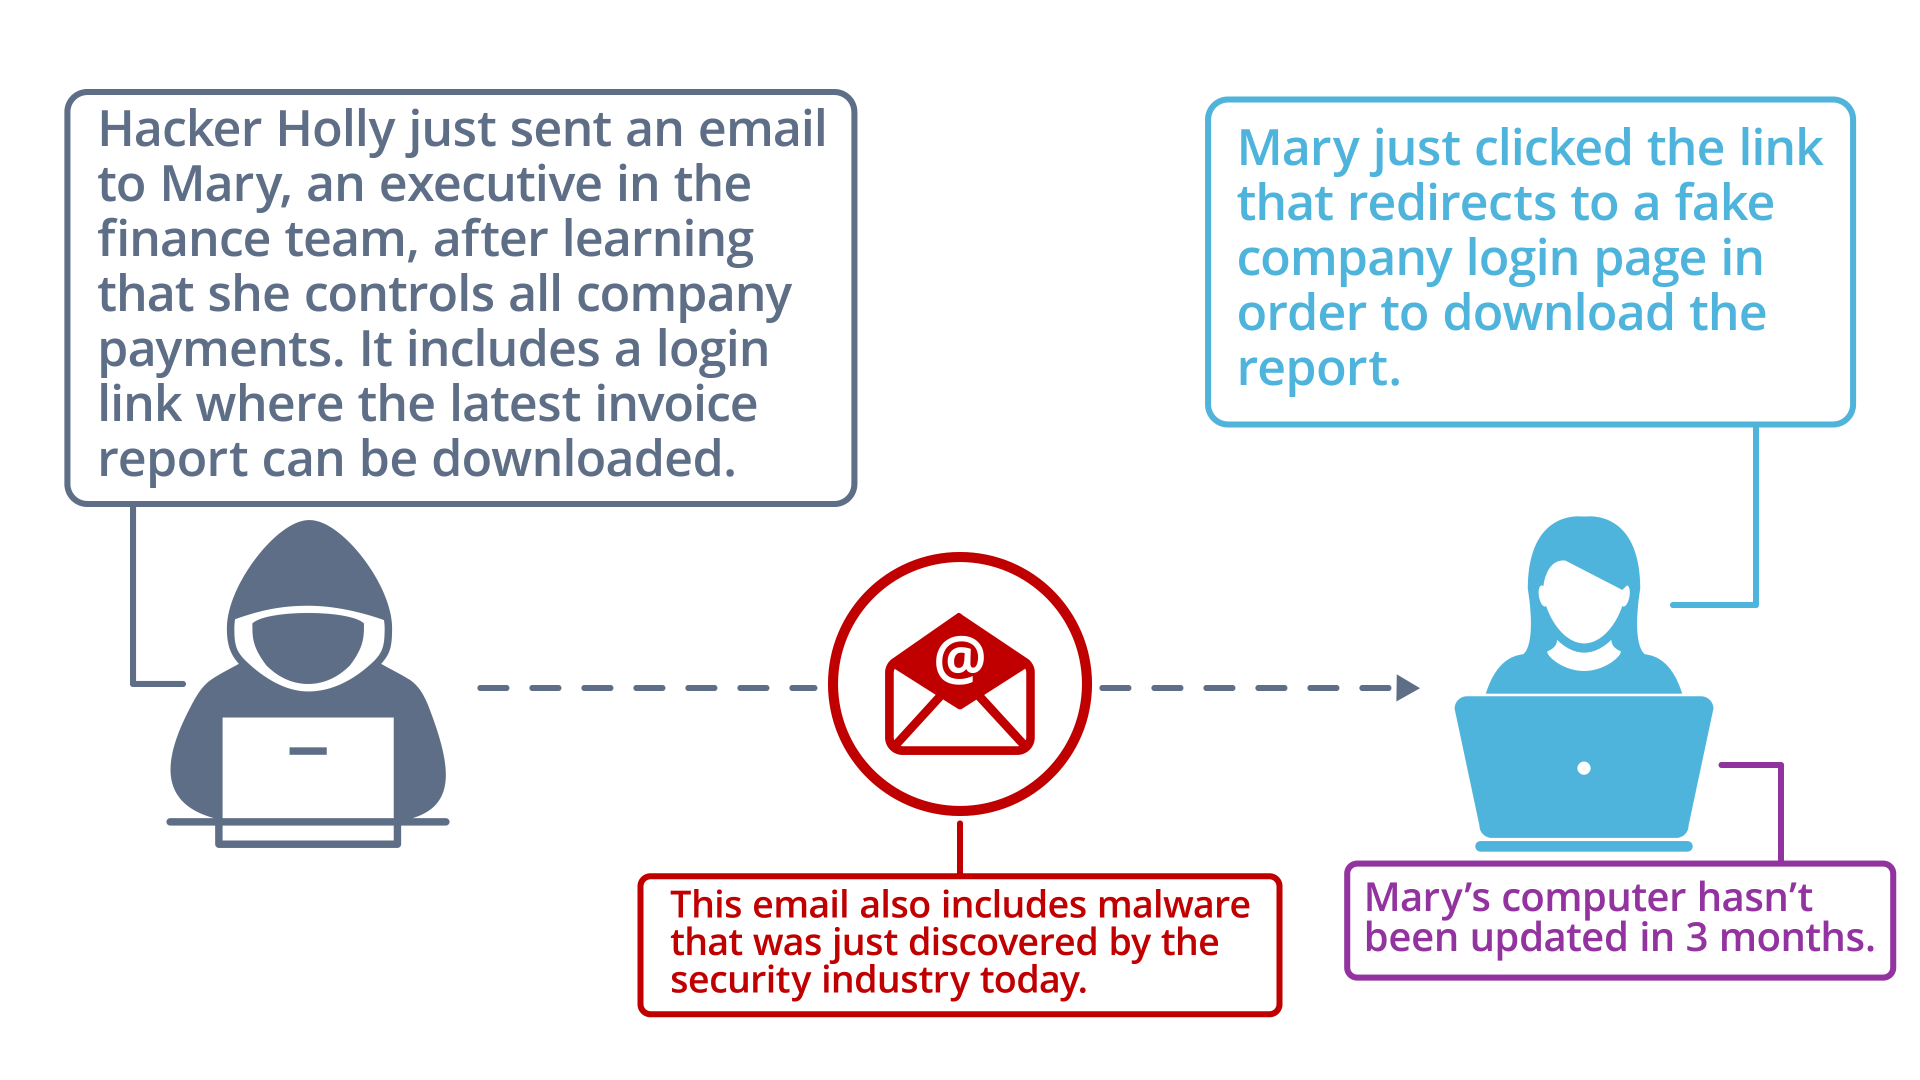 Hacker Holly just sent an email
to Mary, an executive in the
finance team, after learning
that she controls all company
payments. It includes a login
link where the latest invoice
report can be downloaded.
Mary just clicked the link
that redirects to a fake
company login page in
order to download the
report.
@
This email also includes malware
that was just discovered by the
security industry today.
Mary’s computer hasn’t
been updated in 3 months.